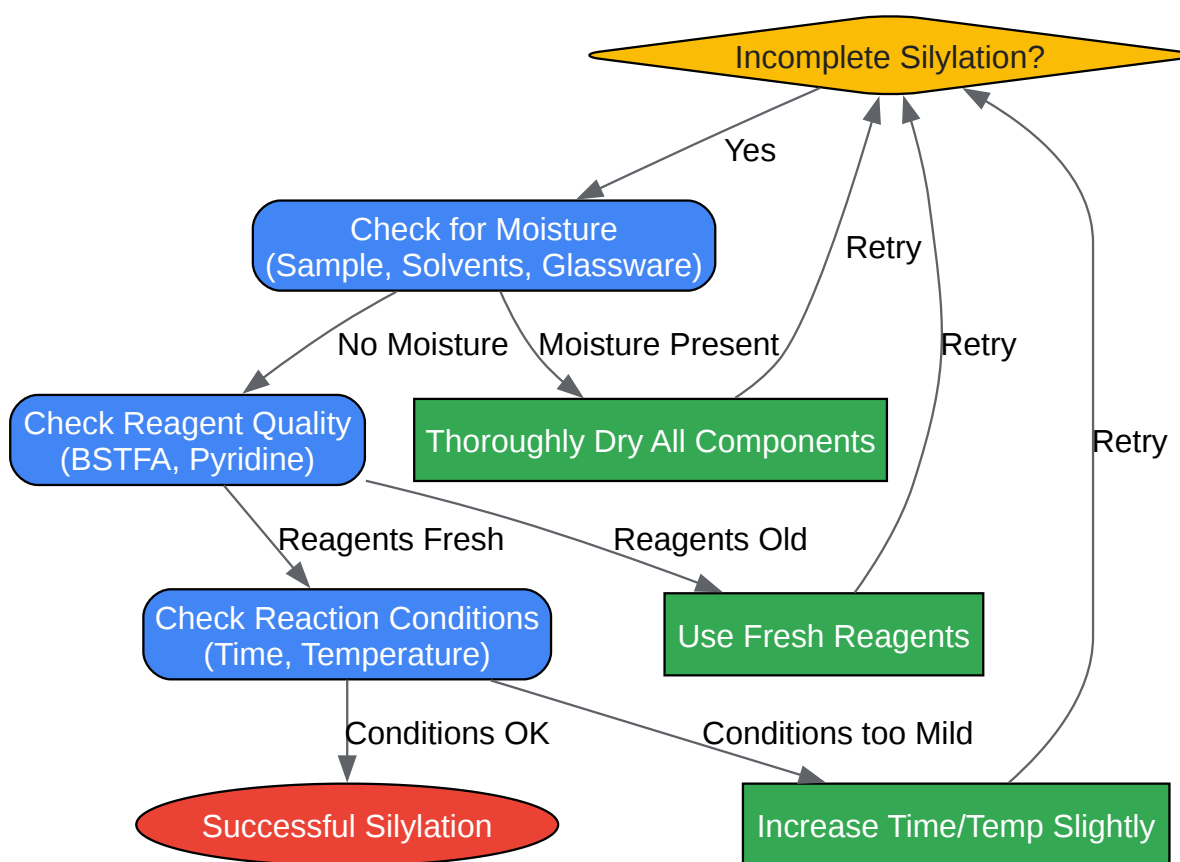 Incomplete Silylation?
Yes
Check for Moisture
(Sample, Solvents, Glassware)
Retry
No Moisture
Moisture Present
Retry
Check Reagent Quality
(BSTFA, Pyridine)
Thoroughly Dry All Components
Retry
Reagents Fresh
Reagents Old
Check Reaction Conditions
(Time, Temperature)
Use Fresh Reagents
Conditions OK
Conditions too Mild
Successful Silylation
Increase Time/Temp Slightly